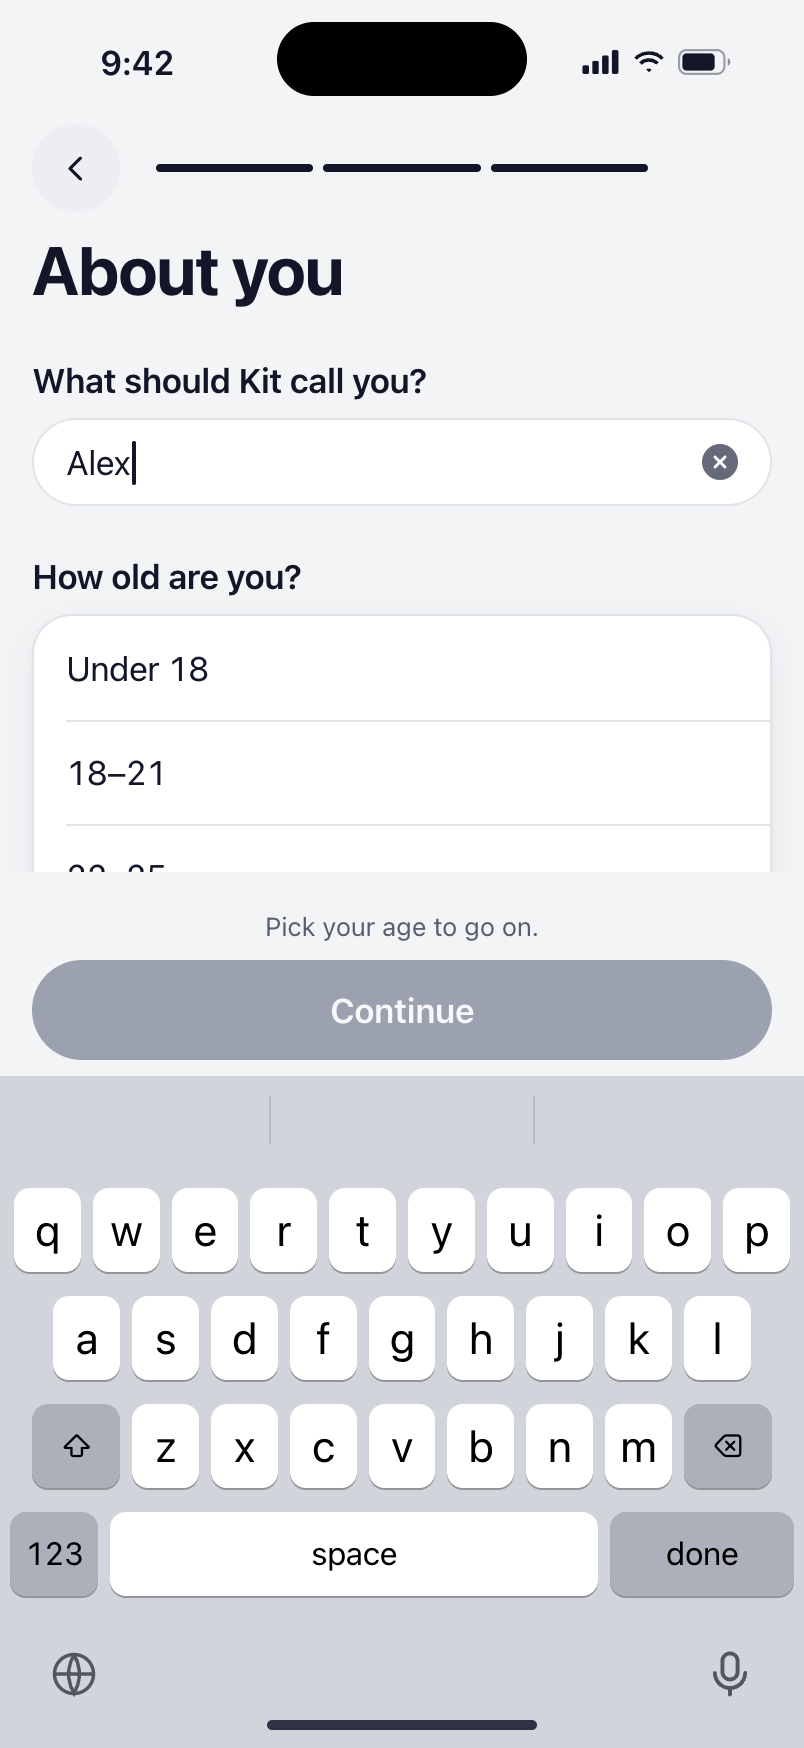 9:42
About you
What should Kit call you?
Alex
How old are you?
Under 18
18–21
Pick your age to go on.
Continue
q w e r t y u i o p
a s d f g h j k l
z x c v b n m
123 space done